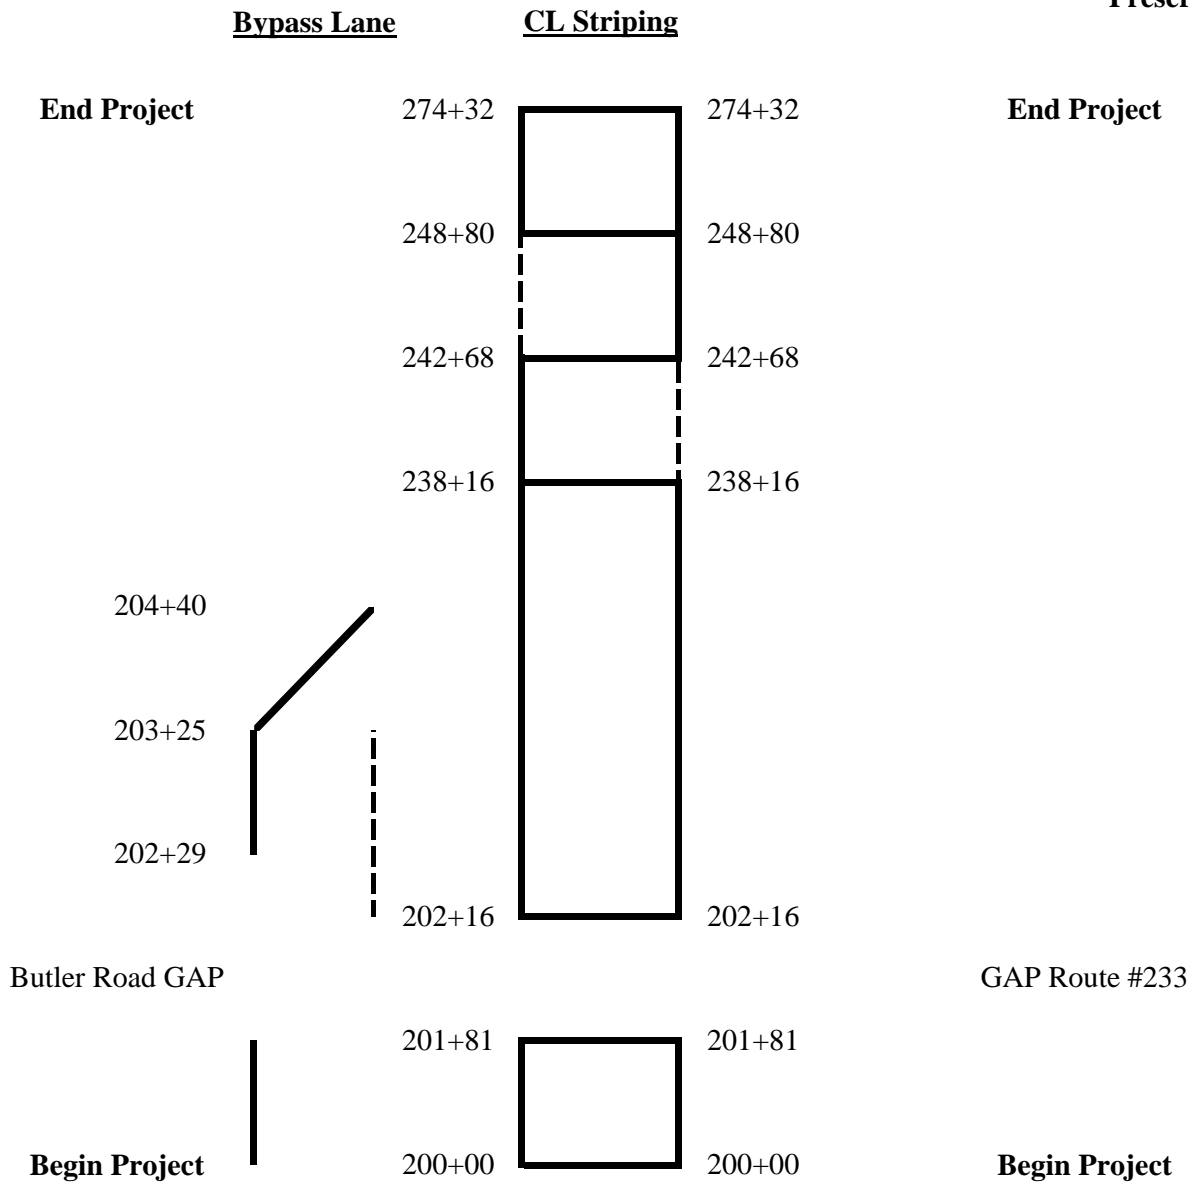 Bypass Lane CL Striping
End Project 274+32 274+32 End Project
248+80 248+80
242+68 242+68
238+16 238+16
204+40
203+25
202+29
202+16 202+16
Butler Road GAP GAP Route #233
201+81 201+81
Begin Project 200+00 200+00 Begin Project